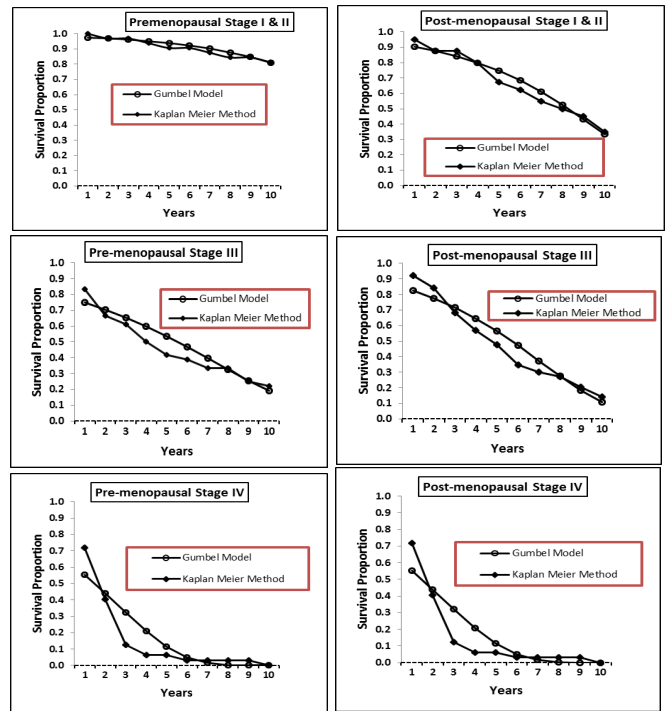 Premenopausal Stage I & II
Survival Proportion
1.0
0.9
0.8
0.7
0.6
0.5
0.4
0.3
0.2
0.1
0.0
Gumbel Model
Kaplan Meier Method
1 2 3 4 5 6 7 8 9 10
Years
Post-menopausal Stage I & II
Survival Proportion
1.0
0.9
0.8
0.7
0.6
0.5
0.4
0.3
0.2
0.1
0.0
Gumbel Model
Kaplan Meier Method
1 2 3 4 5 6 7 8 9 10
Years
Pre-menopausal Stage III
Survival Proportion
1.0
0.9
0.8
0.7
0.6
0.5
0.4
0.3
0.2
0.1
0.0
Gumbel Model
Kaplan Meier Method
1 2 3 4 5 6 7 8 9 10
Years
Post-menopausal Stage III
Survival Proportion
1.0
0.9
0.8
0.7
0.6
0.5
0.4
0.3
0.2
0.1
0.0
Gumbel Model
Kaplan Meier Method
1 2 3 4 5 6 7 8 9 10
Years
Pre-menopausal Stage IV
Survival Proportion
1.0
0.9
0.8
0.7
0.6
0.5
0.4
0.3
0.2
0.1
0.0
Gumbel Model
Kaplan Meier Method
1 2 3 4 5 6 7 8 9 10
Years
Post-menopausal Stage IV
Survival Proportion
1.0
0.9
0.8
0.7
0.6
0.5
0.4
0.3
0.2
0.1
0.0
Gumbel Model
Kaplan Meier Method
1 2 3 4 5 6 7 8 9 10
Years